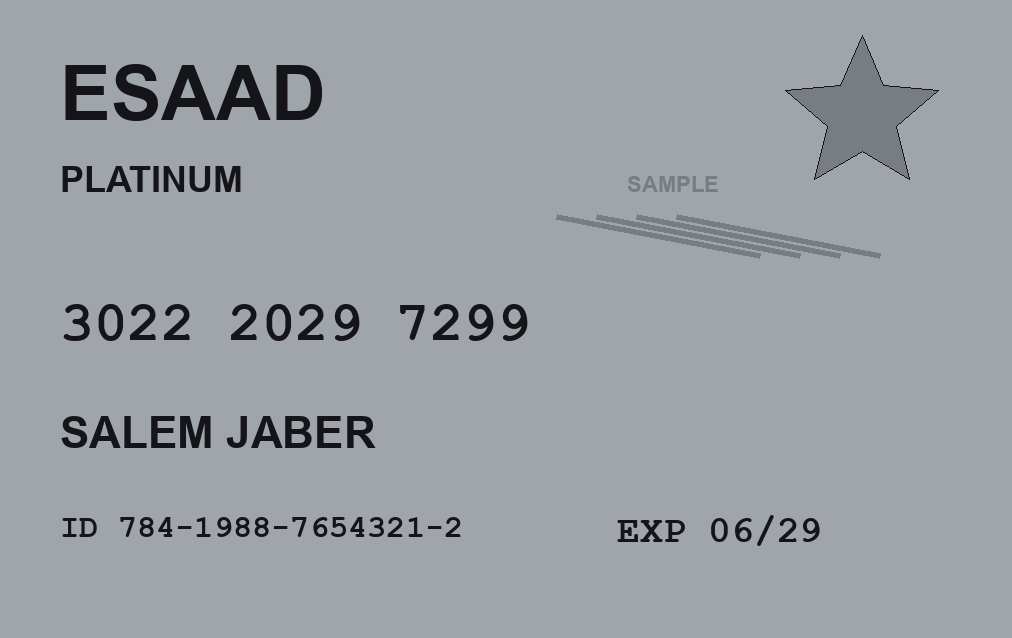 ESAAD
PLATINUM
SAMPLE
3022 2029 7299
SALEM JABER
ID 784-1988-7654321-2
EXP 06/29